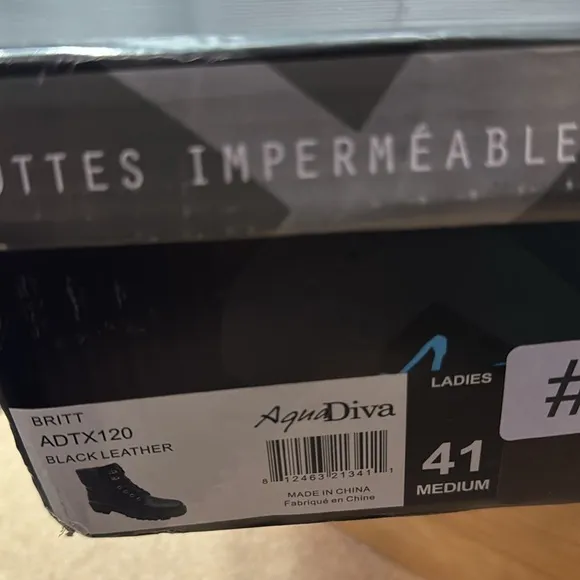 IMPERMÉABLE
BRITT
ADTX120
BLACK LEATHER
AquaDiva
8 12463 21341 1
MADE IN CHINA
Fabriqué en Chine
LADIES
41
MEDIUM
#